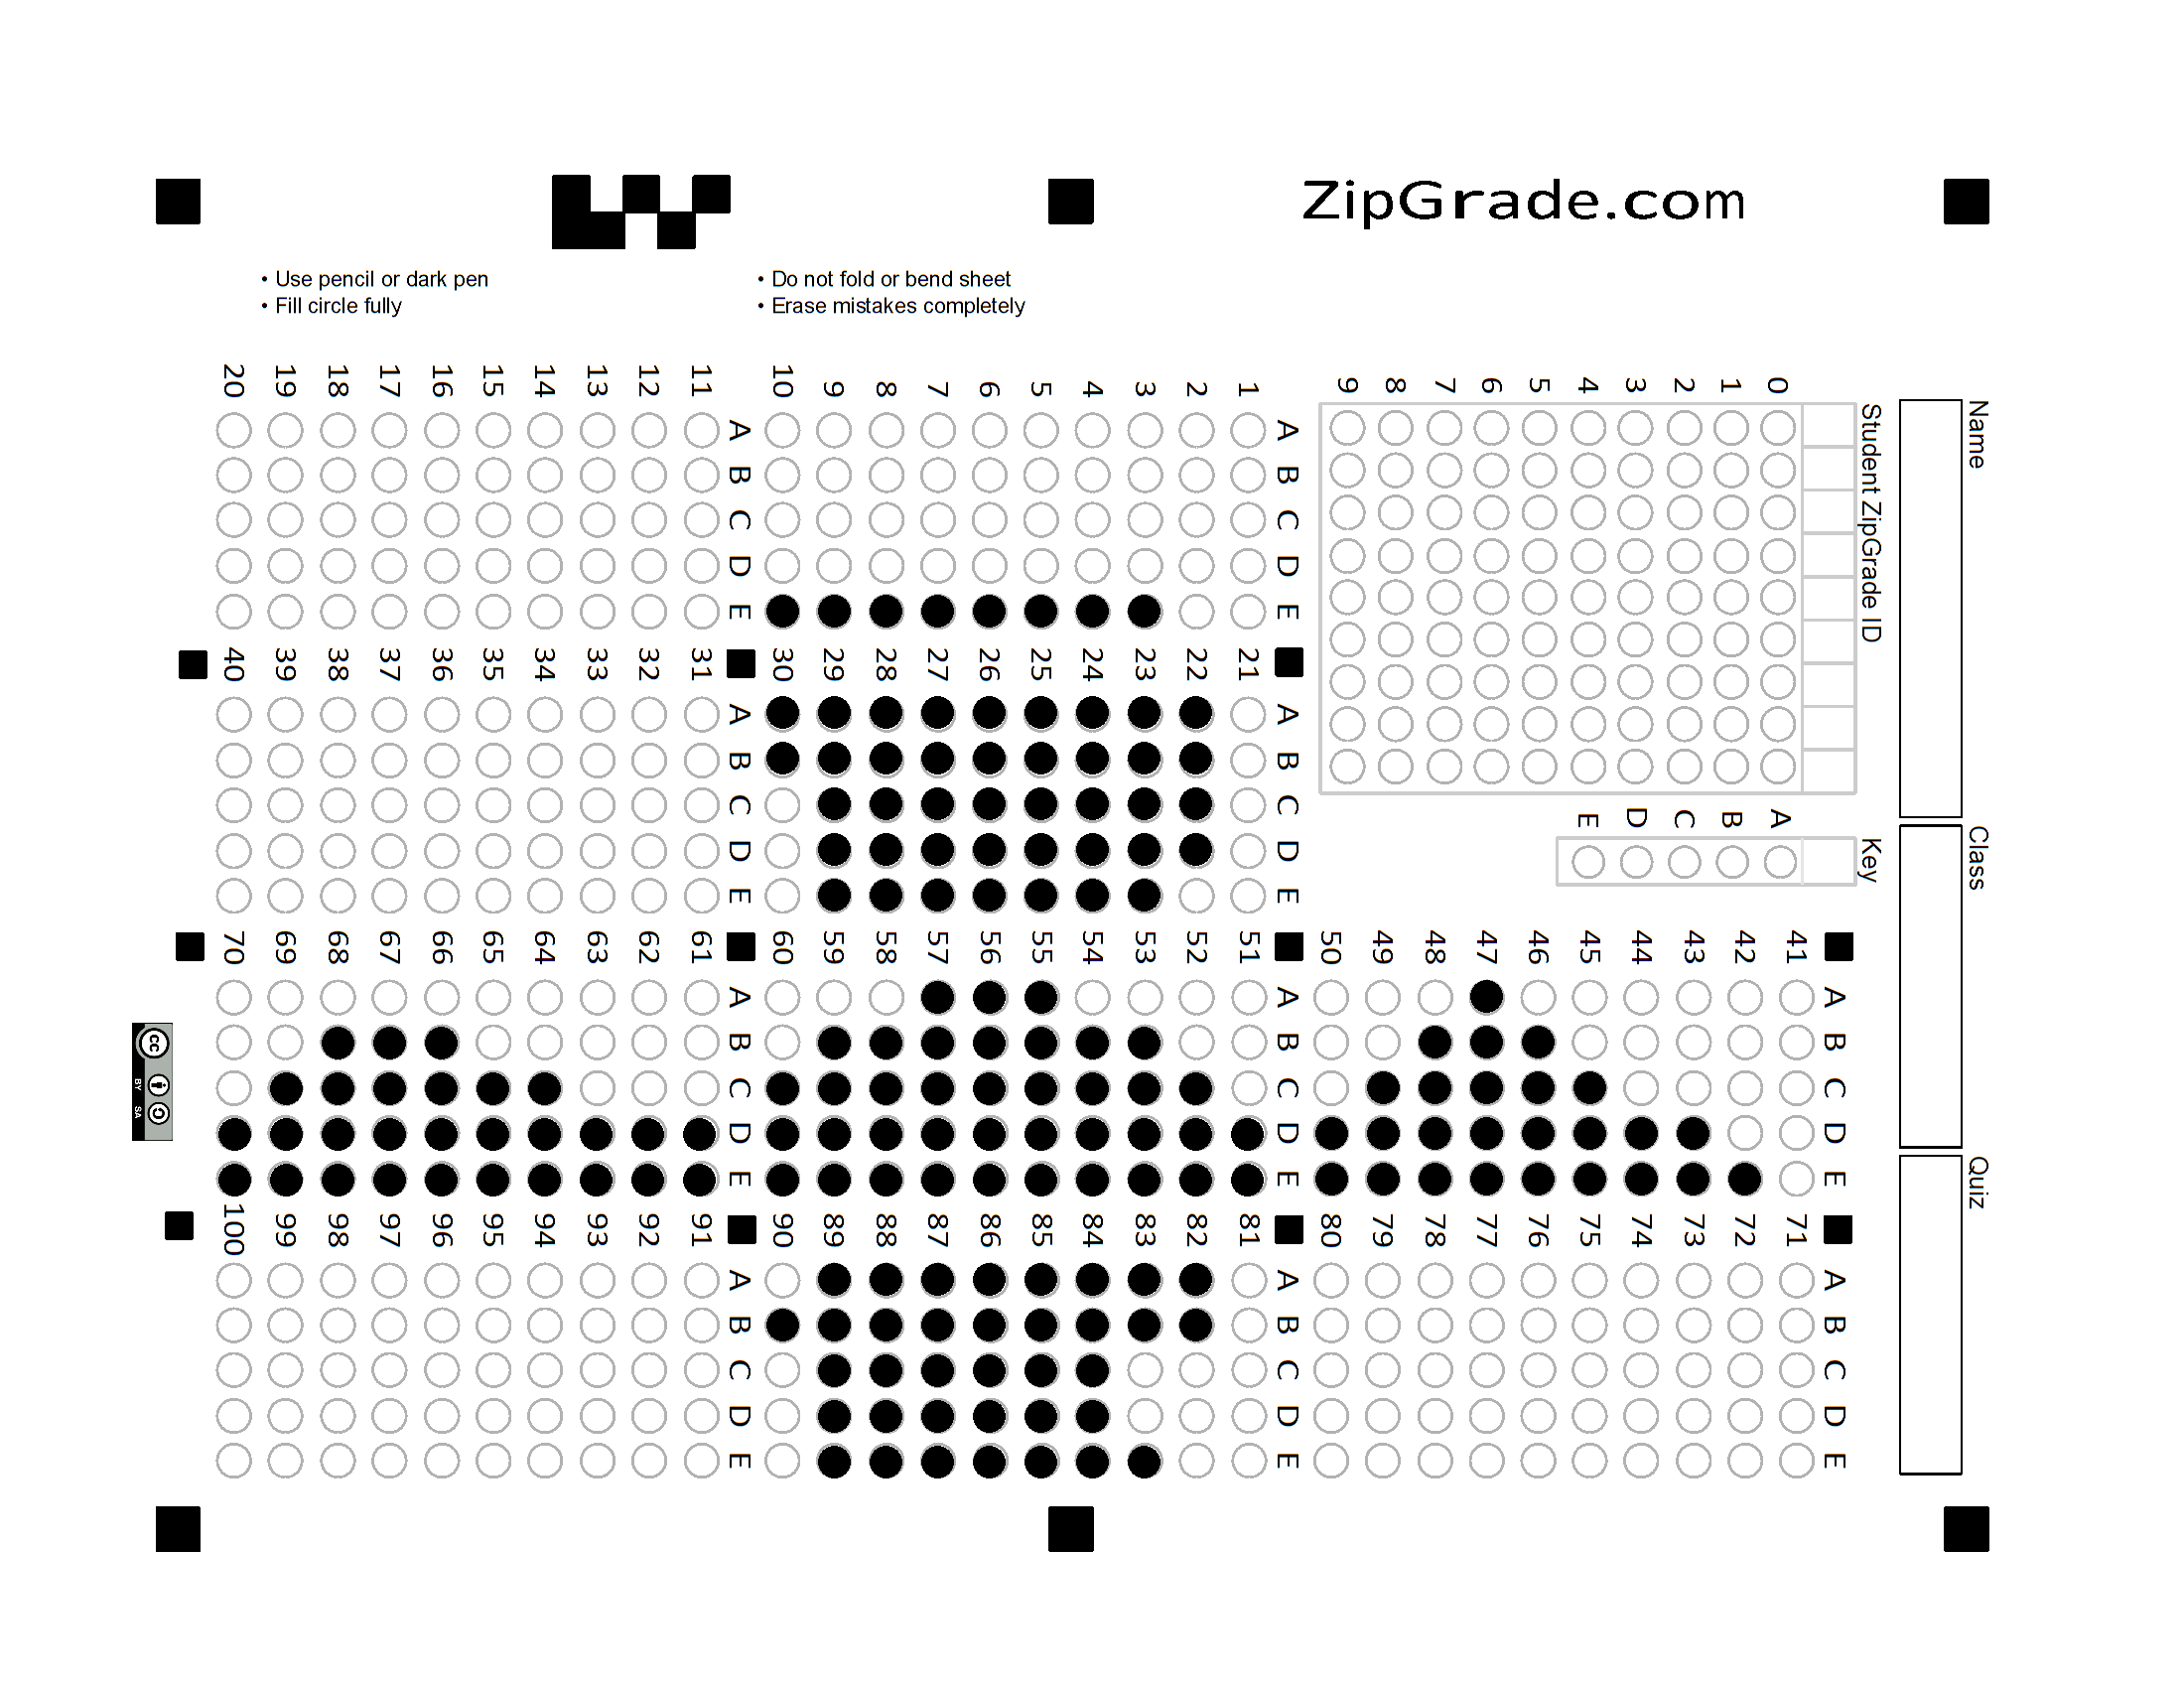 ZipGrade.com
• Use pencil or dark pen
• Fill circle fully
• Do not fold or bend sheet
• Erase mistakes completely
Name
Class
Quiz
Student ZipGrade ID
0 1 2 3 4 5 6 7 8 9
Key
A B C D E
1 2 3 4 5 6 7 8 9 10
A B C D E
11 12 13 14 15 16 17 18 19 20
A B C D E
21 22 23 24 25 26 27 28 29 30
A B C D E
31 32 33 34 35 36 37 38 39 40
A B C D E
41 42 43 44 45 46 47 48 49 50
A B C D E
51 52 53 54 55 56 57 58 59 60
A B C D E
61 62 63 64 65 66 67 68 69 70
A B C D E
71 72 73 74 75 76 77 78 79 80
A B C D E
81 82 83 84 85 86 87 88 89 90
A B C D E
91 92 93 94 95 96 97 98 99 100
A B C D E
cc
BY SA